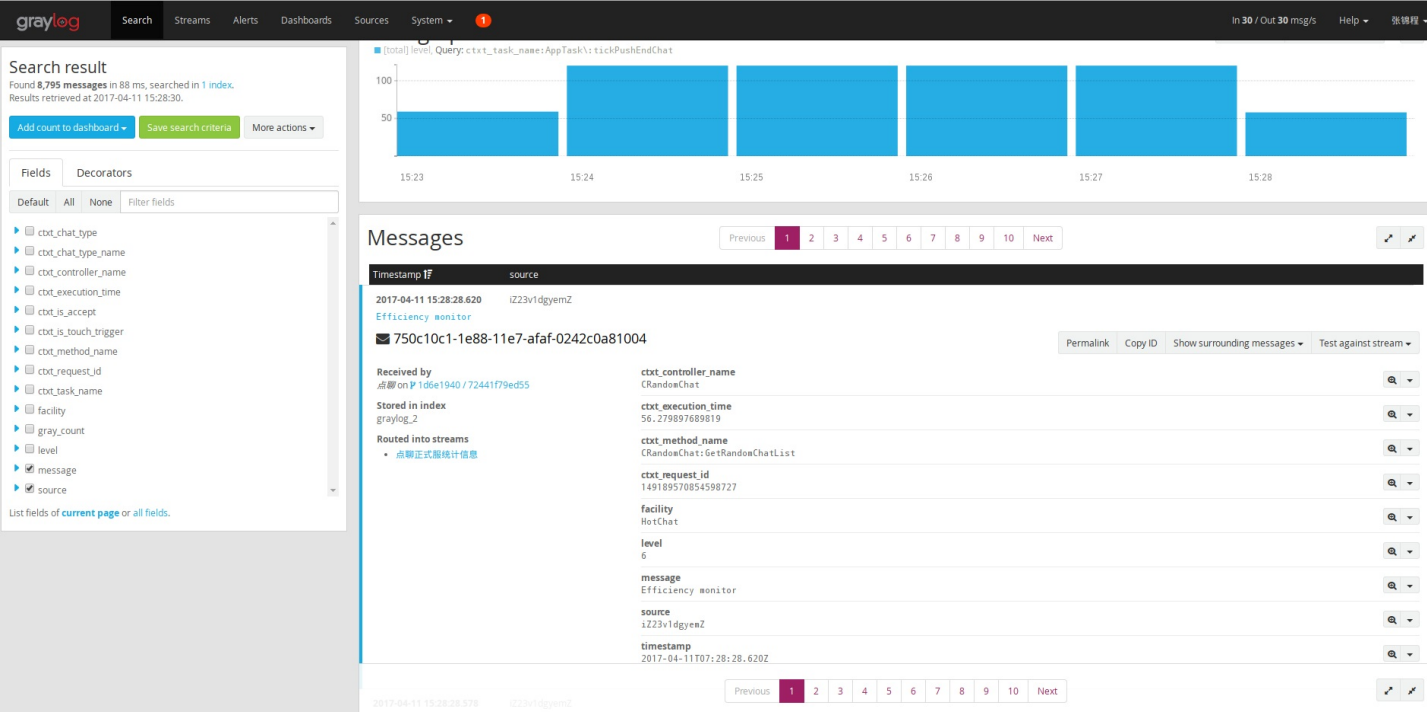 graylog
Search Streams Alerts Dashboards Sources System 1 In 30 / Out 30 msg/s Help 张锦程
[total] level, Query: ctxt_task_name:AppTask\:tickPushEndChat
100
50
15:23 15:24 15:25 15:26 15:27 15:28
Search result
Found 8,795 messages in 88 ms, searched in 1 index.
Results retrieved at 2017-04-11 15:28:30.
Add count to dashboard Save search criteria More actions
Fields Decorators
Default All None Filter fields
ctxt_chat_type
ctxt_chat_type_name
ctxt_controller_name
ctxt_execution_time
ctxt_is_accept
ctxt_is_touch_trigger
ctxt_method_name
ctxt_request_id
ctxt_task_name
facility
gray_count
level
message
source
List fields of current page or all fields.
Messages
Previous 1 2 3 4 5 6 7 8 9 10 Next
Timestamp source
2017-04-11 15:28:28.620 iZ23v1dgyemZ
Efficiency monitor
750c10c1-1e88-11e7-afaf-0242c0a81004
Permalink Copy ID Show surrounding messages Test against stream
Received by
点聊 on 1d6e1940 / 72441f79ed55
Stored in index
graylog_2
Routed into streams
点聊正式服统计信息
ctxt_controller_name
CRandomChat
ctxt_execution_time
56.279897689819
ctxt_method_name
CRandomChat:GetRandomChatList
ctxt_request_id
149189570854598727
facility
HotChat
level
6
message
Efficiency monitor
source
iZ23v1dgyemZ
timestamp
2017-04-11T07:28:28.620Z
Previous 1 2 3 4 5 6 7 8 9 10 Next